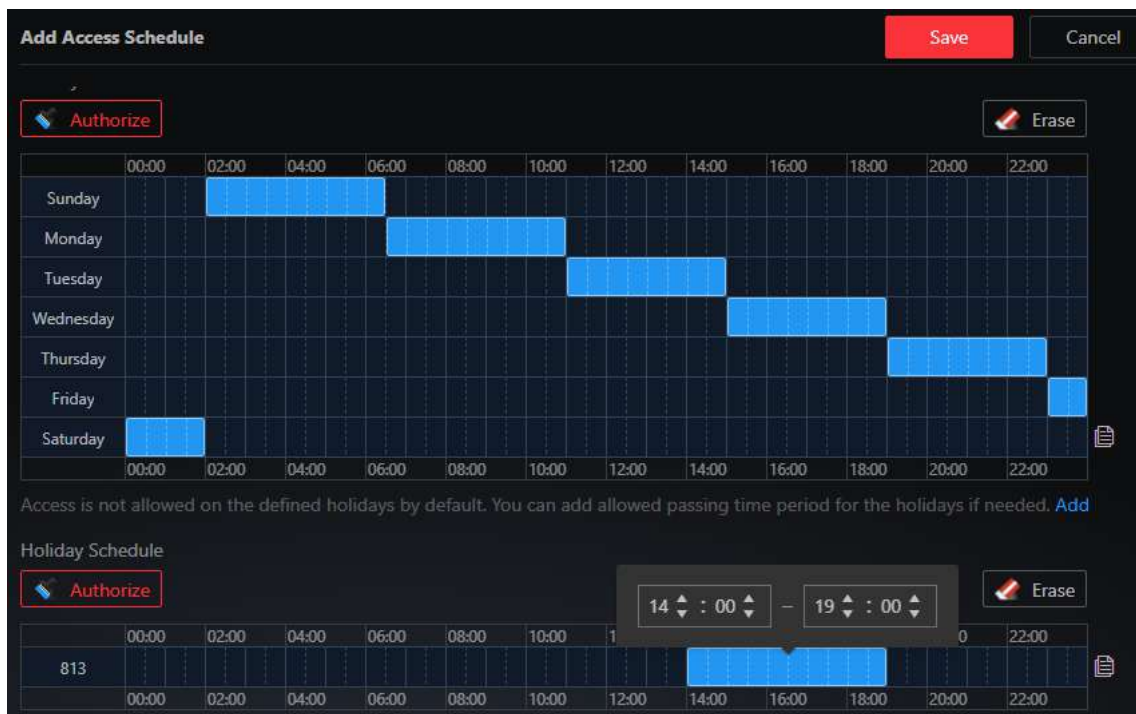 Add Access Schedule Save Cancel
Authorize Erase
00:00 02:00 04:00 06:00 08:00 10:00 12:00 14:00 16:00 18:00 20:00 22:00
Sunday
Monday
Tuesday
Wednesday
Thursday
Friday
Saturday
00:00 02:00 04:00 06:00 08:00 10:00 12:00 14:00 16:00 18:00 20:00 22:00
Access is not allowed on the defined holidays by default. You can add allowed passing time period for the holidays if needed. Add
Holiday Schedule
Authorize Erase
14 : 00 – 19 : 00
00:00 02:00 04:00 06:00 08:00 10:00 22:00
813
00:00 02:00 04:00 06:00 08:00 10:00 12:00 14:00 16:00 18:00 20:00 22:00